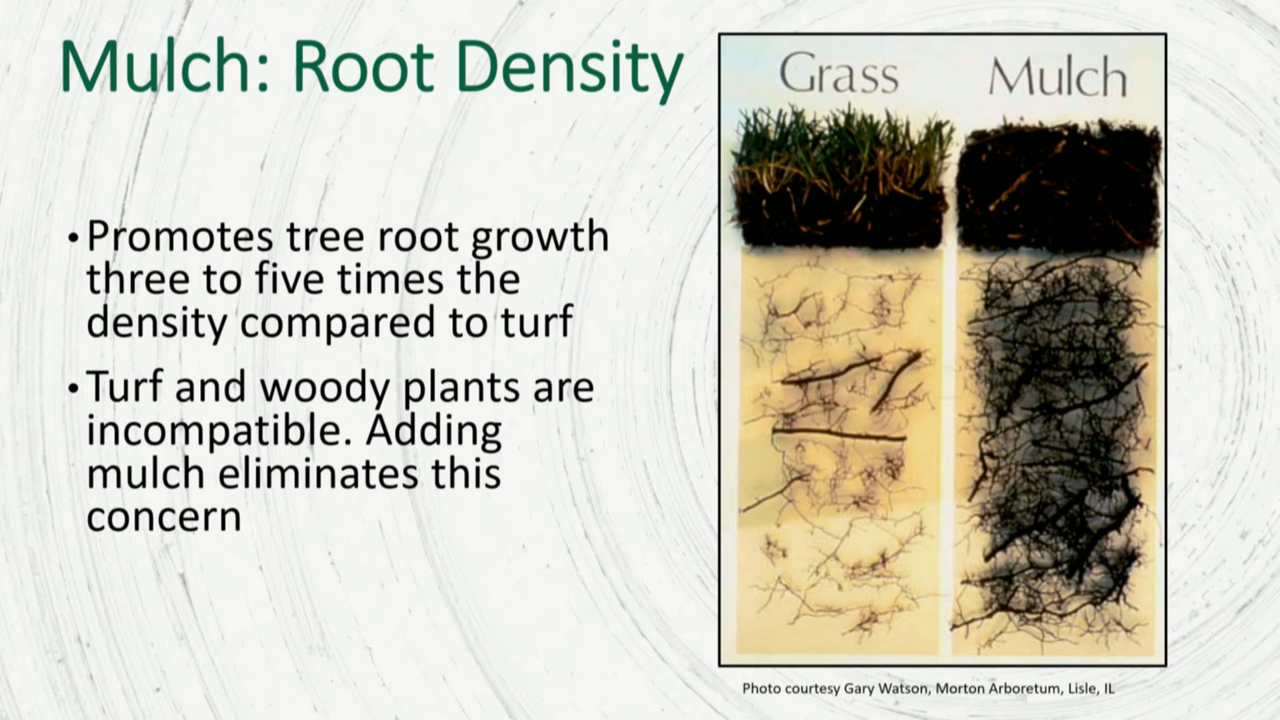 Mulch: Root Density
• Promotes tree root growth
three to five times the
density compared to turf
• Turf and woody plants are
incompatible. Adding
mulch eliminates this
concern
Grass
Mulch
Photo courtesy Gary Watson, Morton Arboretum, Lisle, IL